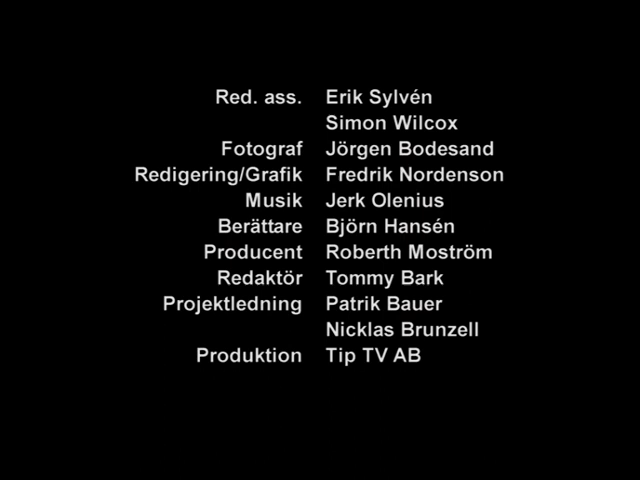 Red. ass. Erik Sylvén
Simon Wilcox
Fotograf Jörgen Bodesand
Redigering/Grafik Fredrik Nordenson
Musik Jerk Olenius
Berättare Björn Hansén
Producent Roberth Moström
Redaktör Tommy Bark
Projektledning Patrik Bauer
Nicklas Brunzell
Produktion Tip TV AB